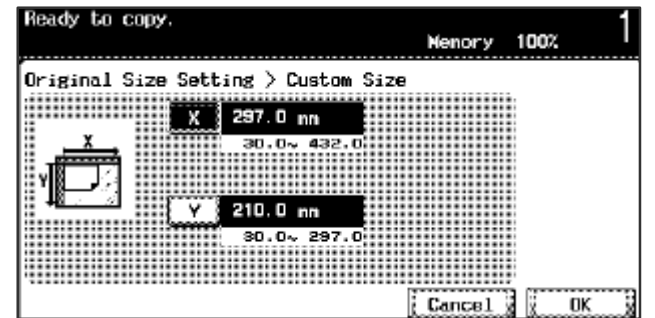 Ready to copy.
Memory 100% 1
Original Size Setting > Custom Size
X 297.0 mm
30.0~ 432.0
X
Y
Y 210.0 mm
30.0~ 297.0
Cancel OK